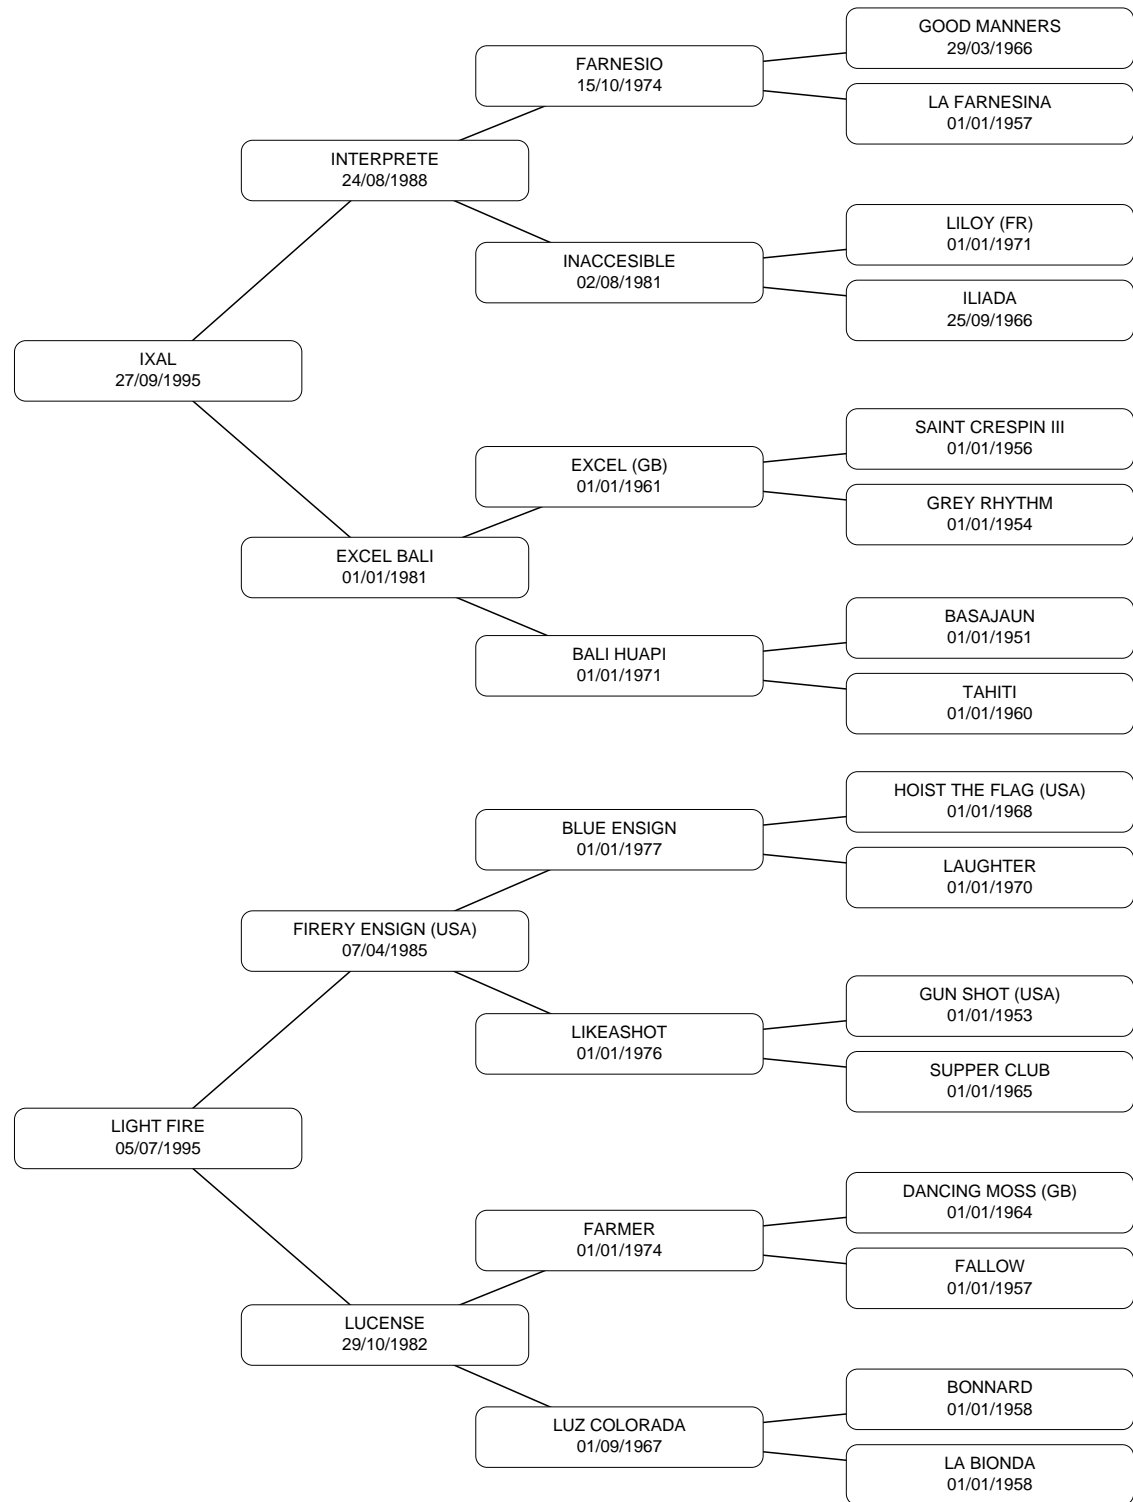 GOOD MANNERS
29/03/1966
FARNESIO
15/10/1974
LA FARNESINA
01/01/1957
INTERPRETE
24/08/1988
LILOY (FR)
01/01/1971
INACCESIBLE
02/08/1981
ILIADA
25/09/1966
IXAL
27/09/1995
SAINT CRESPIN III
01/01/1956
EXCEL (GB)
01/01/1961
GREY RHYTHM
01/01/1954
EXCEL BALI
01/01/1981
BASAJAUN
01/01/1951
BALI HUAPI
01/01/1971
TAHITI
01/01/1960
HOIST THE FLAG (USA)
01/01/1968
BLUE ENSIGN
01/01/1977
LAUGHTER
01/01/1970
FIRERY ENSIGN (USA)
07/04/1985
GUN SHOT (USA)
01/01/1953
LIKEASHOT
01/01/1976
SUPPER CLUB
01/01/1965
LIGHT FIRE
05/07/1995
DANCING MOSS (GB)
01/01/1964
FARMER
01/01/1974
FALLOW
01/01/1957
LUCENSE
29/10/1982
BONNARD
01/01/1958
LUZ COLORADA
01/09/1967
LA BIONDA
01/01/1958